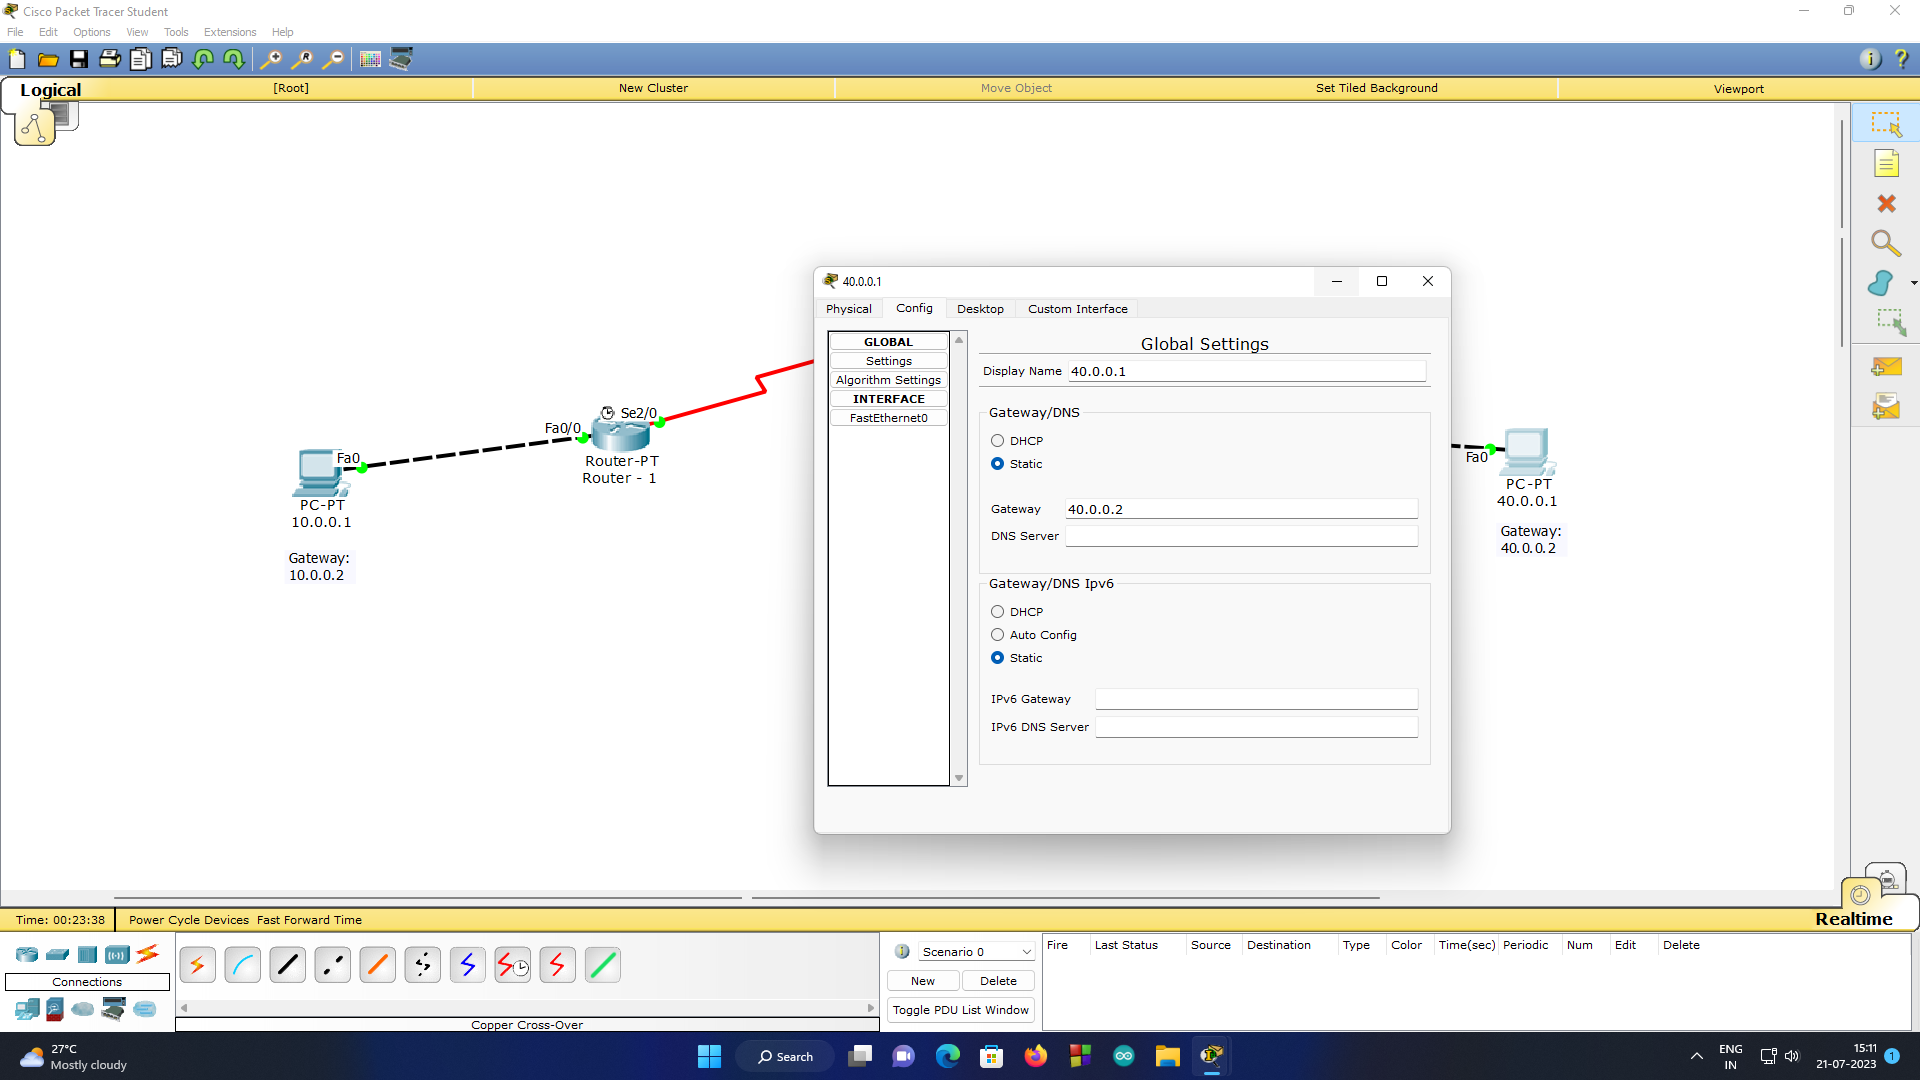 Cisco Packet Tracer Student
File Edit Options View Tools Extensions Help
Logical [Root] New Cluster Move Object Set Tiled Background Viewport
40.0.0.1
Physical Config Desktop Custom Interface
GLOBAL
Settings
Algorithm Settings
INTERFACE
FastEthernet0
Global Settings
Display Name 40.0.0.1
Gateway/DNS
DHCP
Static
Gateway 40.0.0.2
DNS Server
Gateway/DNS Ipv6
DHCP
Auto Config
Static
IPv6 Gateway
IPv6 DNS Server
Fa0/0
Se2/0
Router-PT
Router - 1
Fa0
PC-PT
10.0.0.1
Gateway:
10.0.0.2
Fa0
PC-PT
40.0.0.1
Gateway:
40.0.0.2
Time: 00:23:38 Power Cycle Devices Fast Forward Time
Realtime
Connections
Copper Cross-Over
Scenario 0
New Delete
Toggle PDU List Window
Fire Last Status Source Destination Type Color Time(sec) Periodic Num Edit Delete
27°C
Mostly cloudy
Search
ENG
IN
15:11
21-07-2023
1